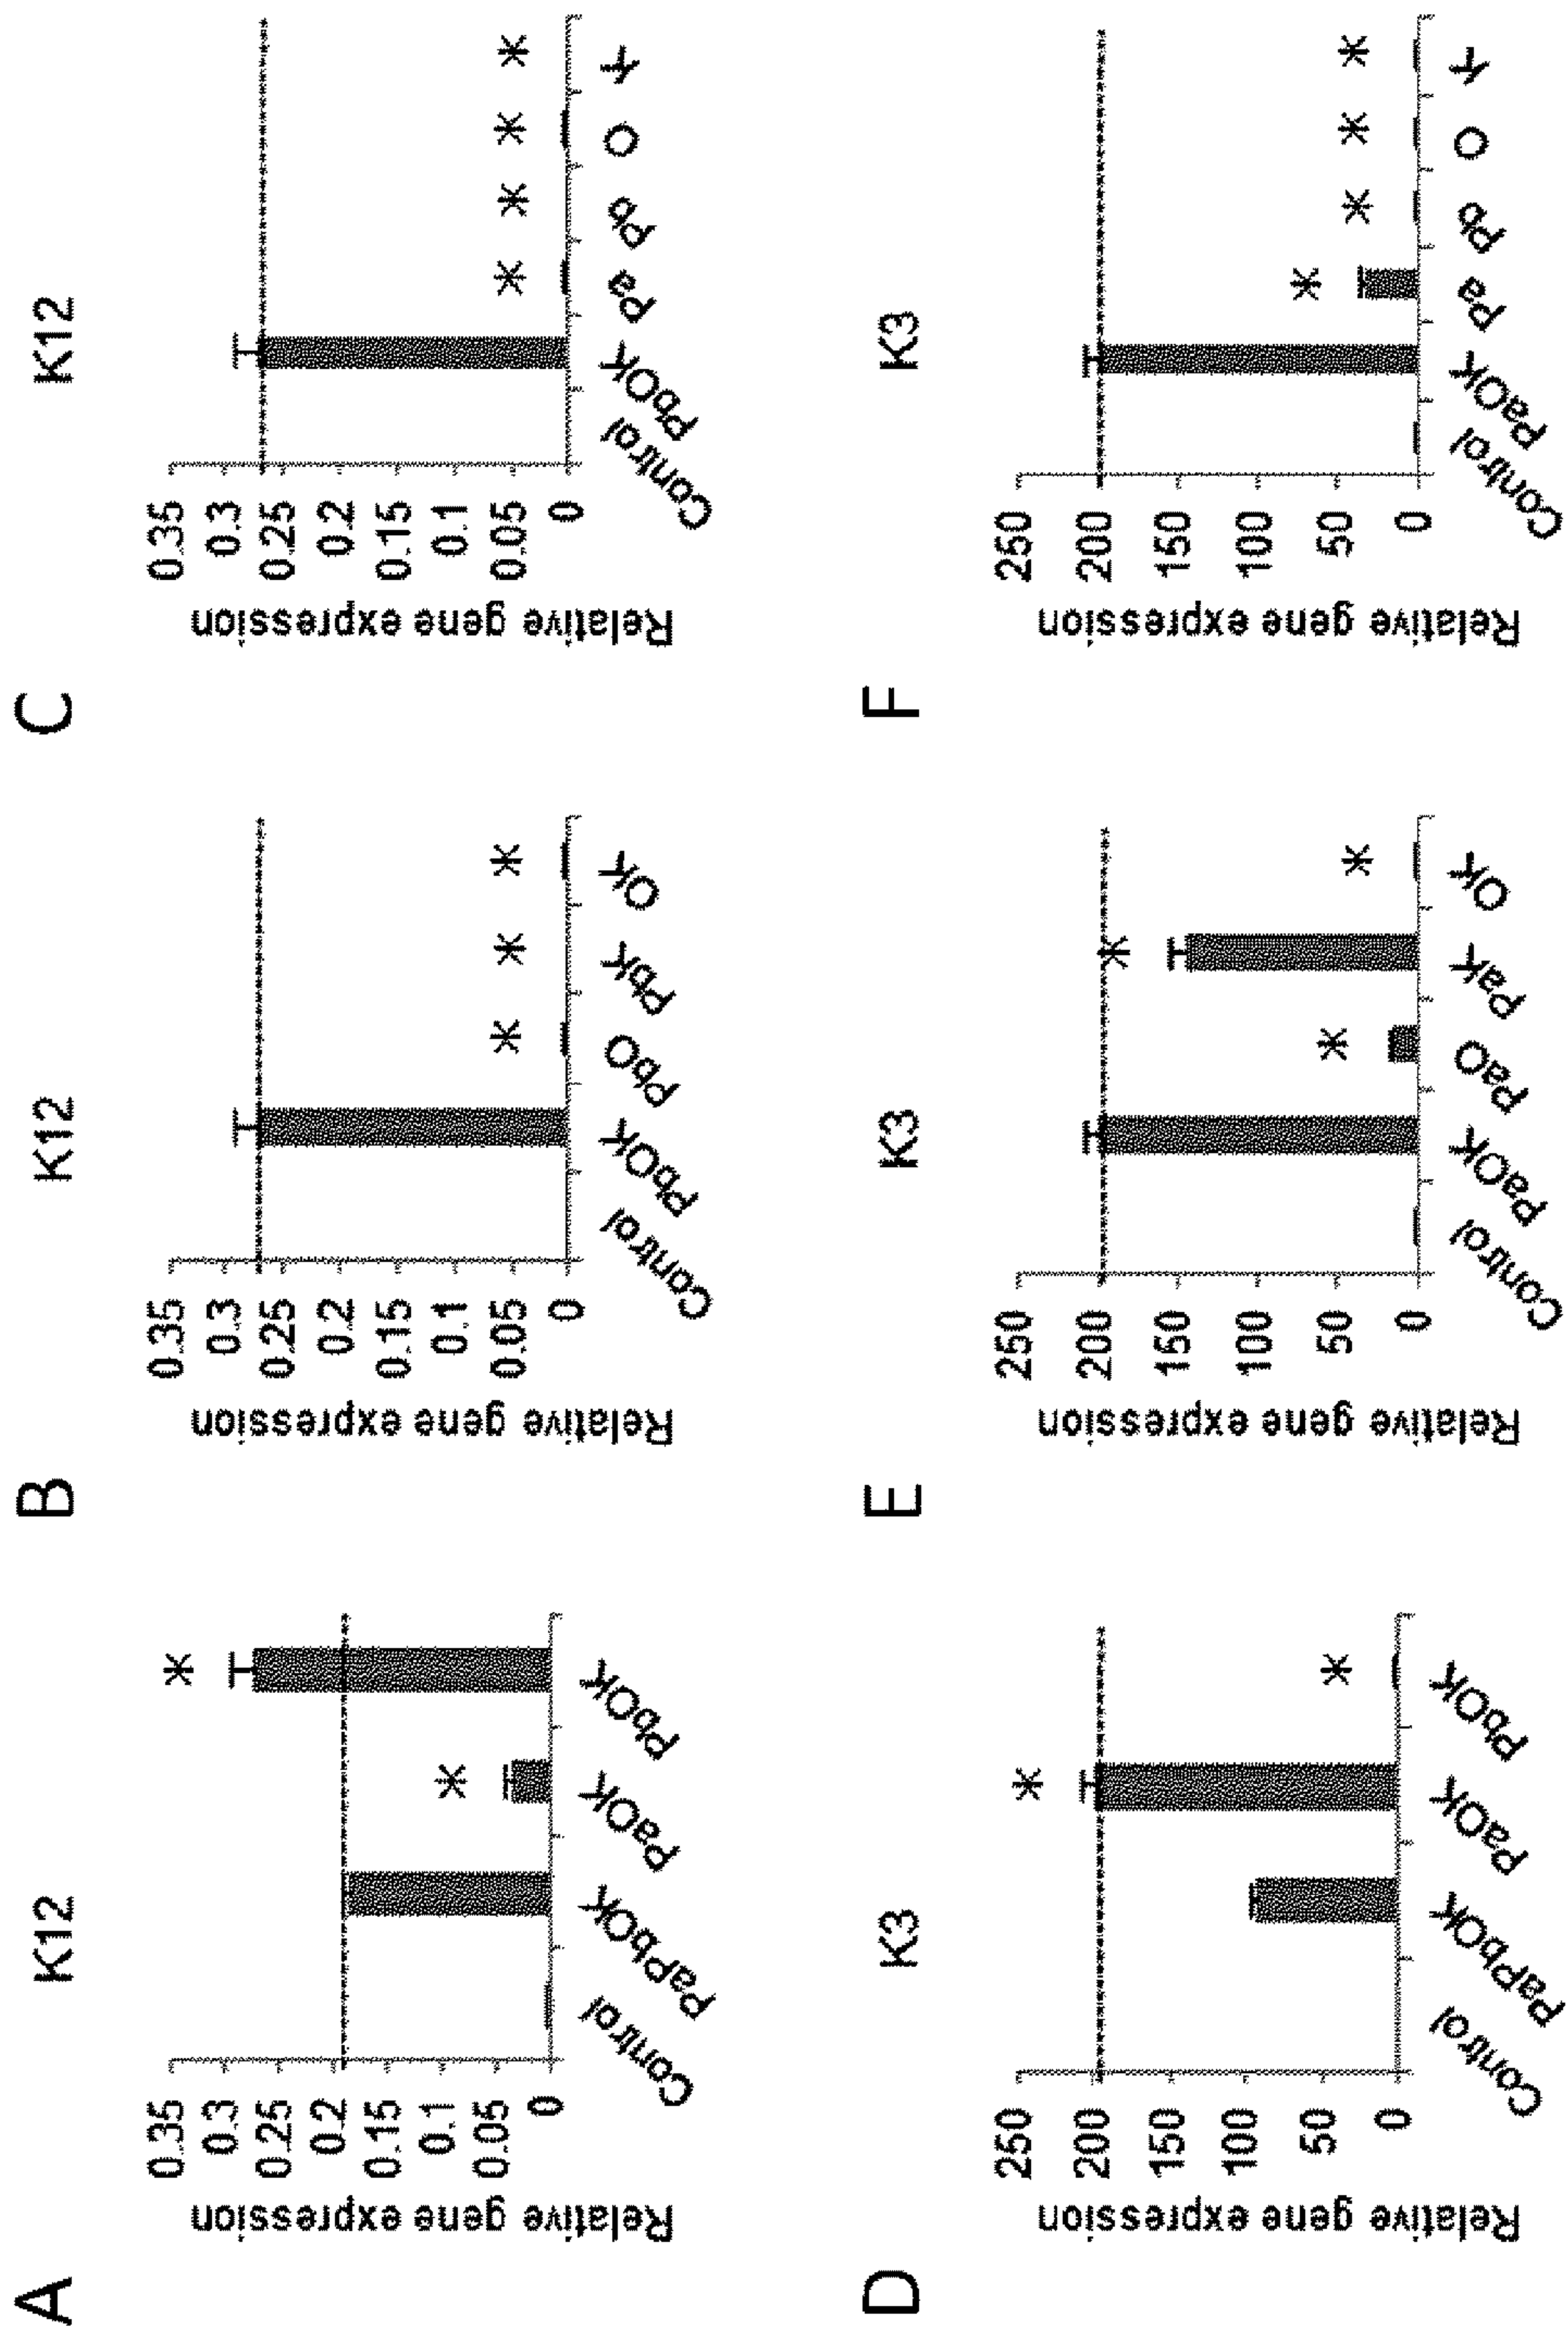 A
K12
Relative gene expression
0.35
0.3
0.25
0.2
0.15
0.1
0.05
0
*
*
Control
PaPbOK
PaOK
PbOK
B
K12
Relative gene expression
0.35
0.3
0.25
0.2
0.15
0.1
0.05
0
*
*
*
Control
PbOK
PbO
PbK
OK
C
K12
Relative gene expression
0.35
0.3
0.25
0.2
0.15
0.1
0.05
0
*
*
*
*
Control
PbOK
Pa
Pb
O
K
D
K3
Relative gene expression
250
200
150
100
50
0
*
*
Control
PaPbOK
PaOK
PbOK
E
K3
Relative gene expression
250
200
150
100
50
0
*
*
*
Control
PaOK
PaO
PaK
OK
F
K3
Relative gene expression
250
200
150
100
50
0
*
*
*
*
Control
PaOK
Pa
Pb
O
K